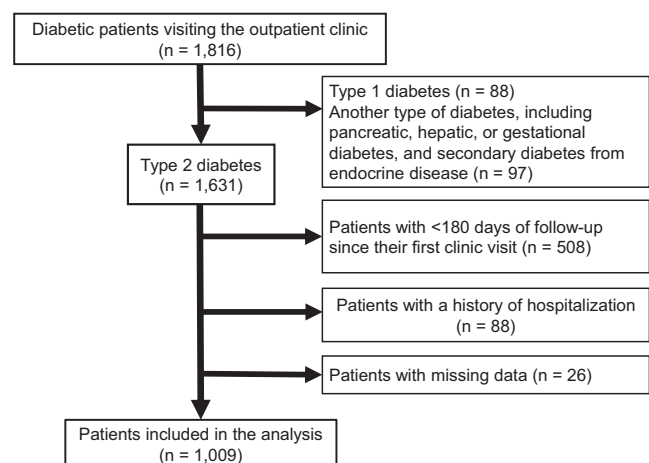 Diabetic patients visiting the outpatient clinic
(n = 1,816)
Type 1 diabetes (n = 88)
Another type of diabetes, including
pancreatic, hepatic, or gestational
diabetes, and secondary diabetes from
endocrine disease (n = 97)
Type 2 diabetes
(n = 1,631)
Patients with <180 days of follow-up
since their first clinic visit (n = 508)
Patients with a history of hospitalization
(n = 88)
Patients with missing data (n = 26)
Patients included in the analysis
(n = 1,009)